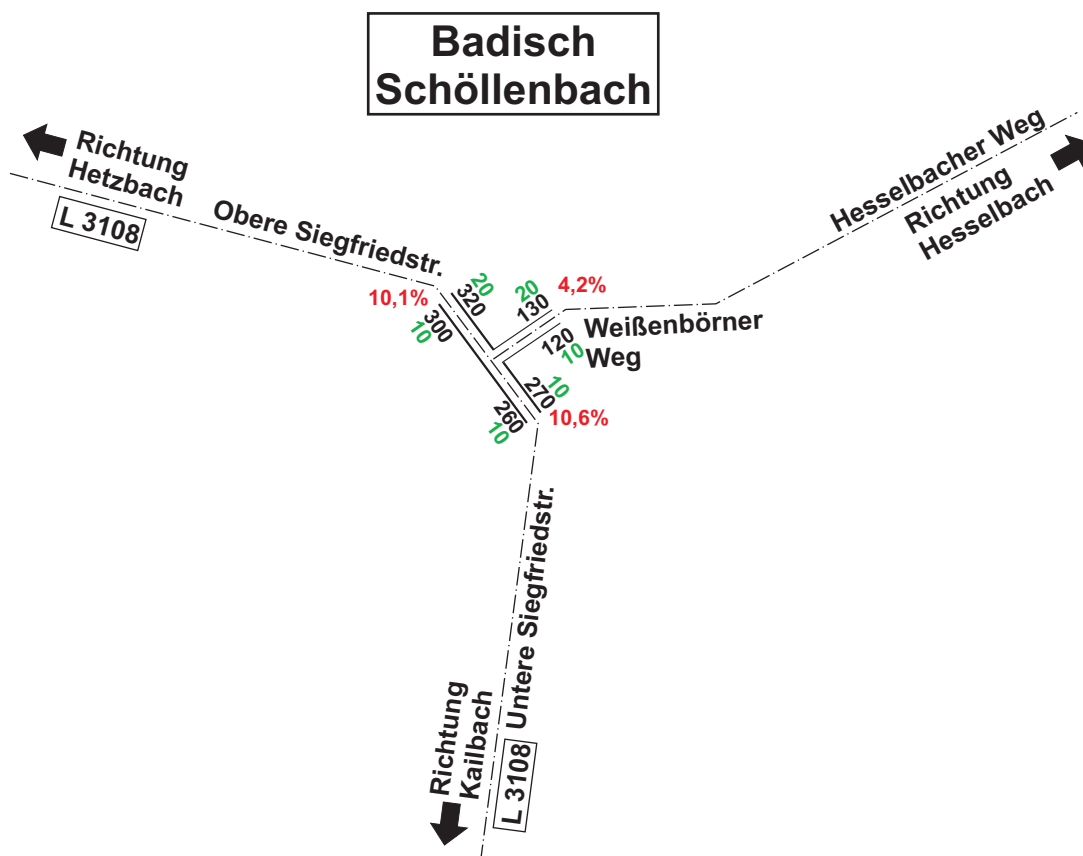 Badisch
Schöllenbach
Richtung
Hetzbach
L 3108
Obere Siegfriedstr.
Hesselbacher Weg
Richtung
Hesselbach
10,1%
20
320
300
10
20
130
4,2%
120
10
Weißenbörner
Weg
10
270
260
10
10,6%
Untere Siegfriedstr.
Richtung
Kailbach
L 3108